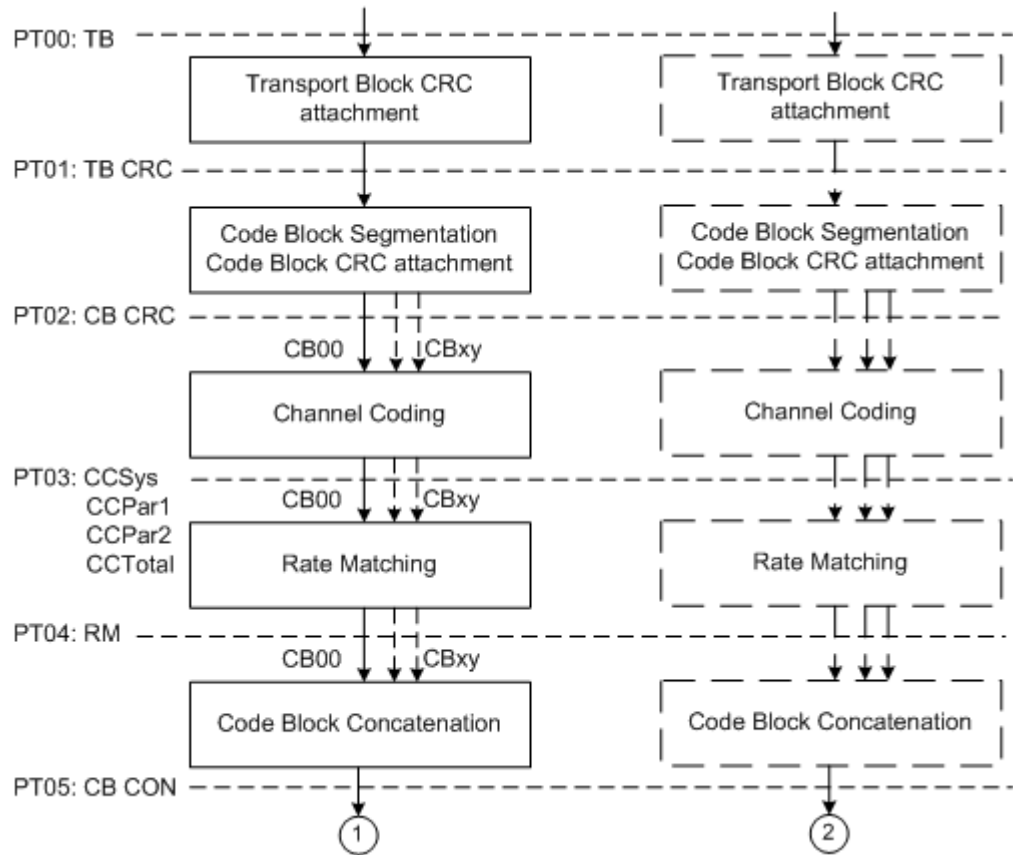 PT00: TB
Transport Block CRC
attachment
Transport Block CRC
attachment
PT01: TB CRC
Code Block Segmentation
Code Block CRC attachment
Code Block Segmentation
Code Block CRC attachment
PT02: CB CRC
CB00
CBxy
Channel Coding
Channel Coding
PT03: CCSys
CCPar1
CCPar2
CCTotal
CB00
CBxy
Rate Matching
Rate Matching
PT04: RM
CB00
CBxy
Code Block Concatenation
Code Block Concatenation
PT05: CB CON
1
2